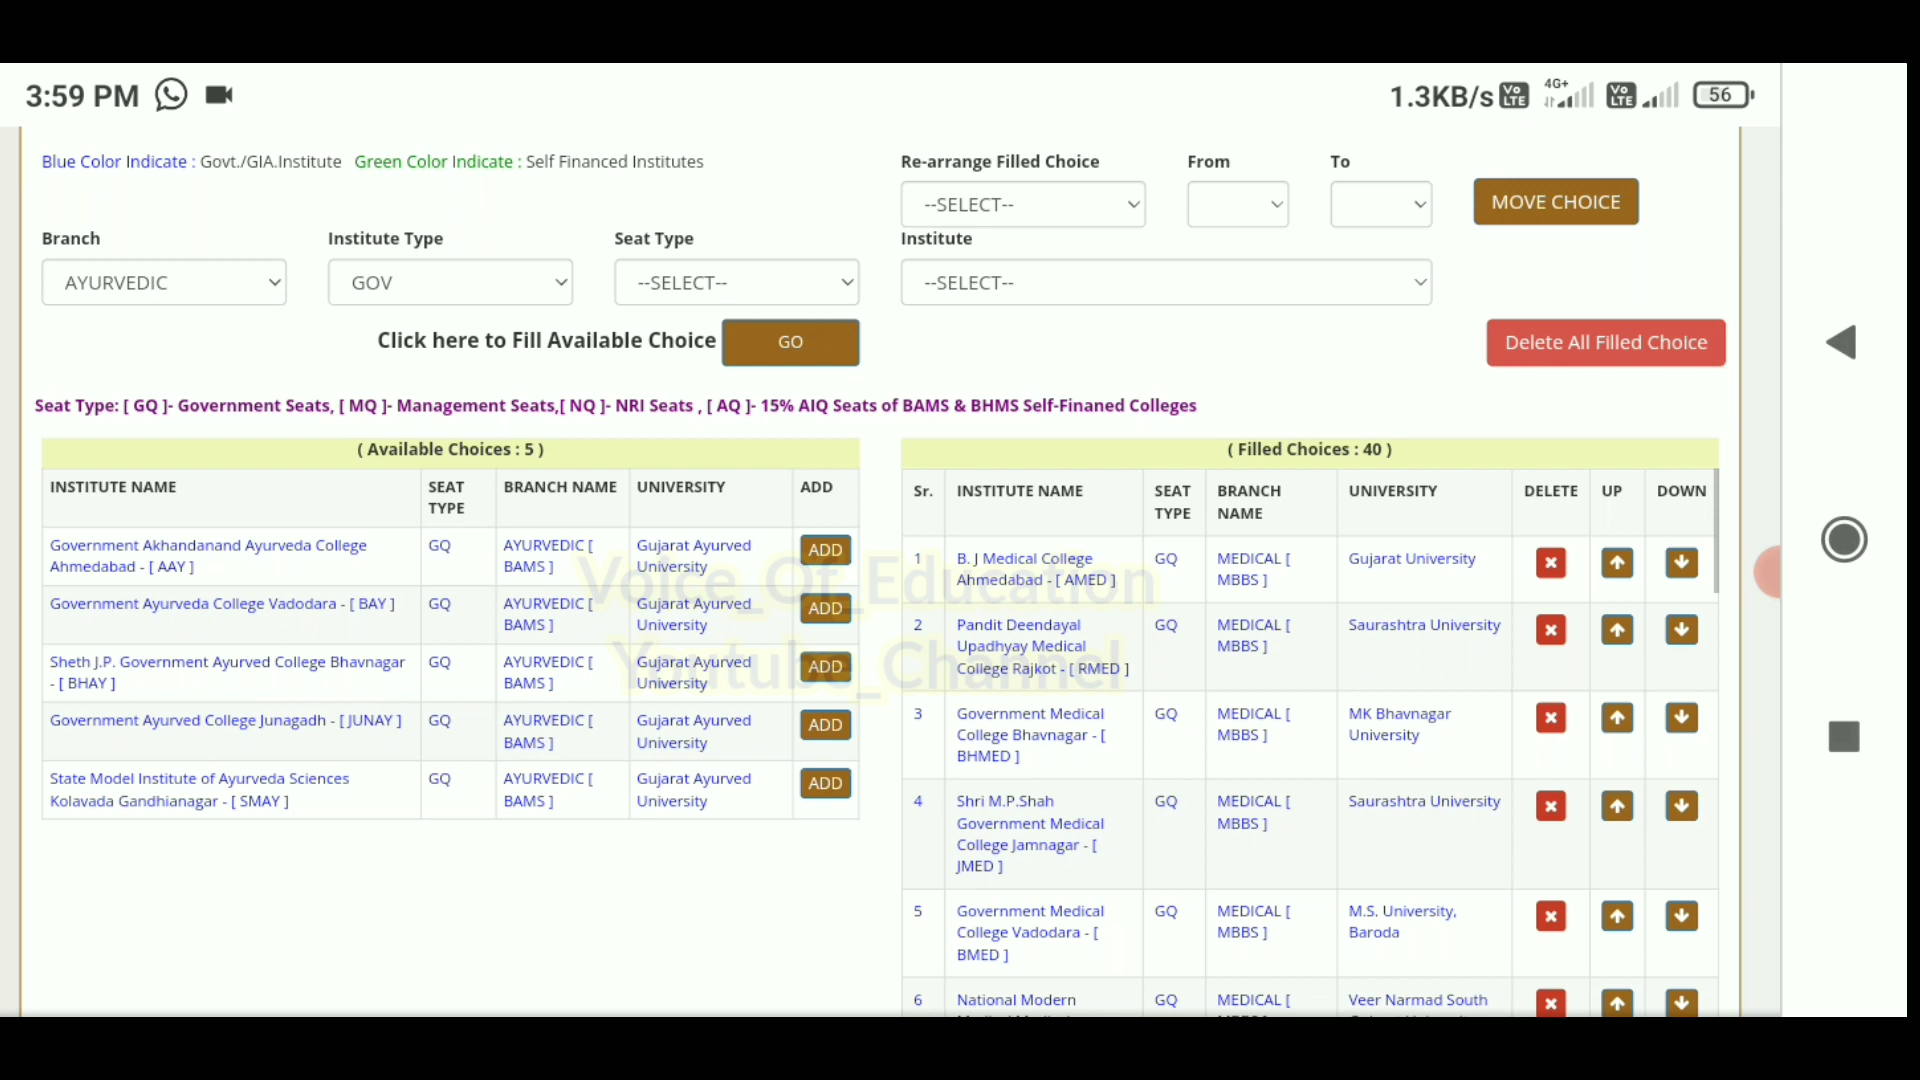 3:59 PM
1.3KB/s Vo LTE 4G+ Vo LTE 56
Blue Color Indicate : Govt./GIA.Institute Green Color Indicate : Self Financed Institutes
Re-arrange Filled Choice From To
--SELECT-- MOVE CHOICE
Branch Institute Type Seat Type Institute
AYURVEDIC GOV --SELECT-- --SELECT--
Click here to Fill Available Choice GO Delete All Filled Choice
Seat Type: [ GQ ]- Government Seats, [ MQ ]- Management Seats,[ NQ ]- NRI Seats , [ AQ ]- 15% AIQ Seats of BAMS & BHMS Self-Finaned Colleges
( Available Choices : 5 )
INSTITUTE NAME SEAT BRANCH NAME UNIVERSITY ADD
TYPE
Government Akhandanand Ayurveda College GQ AYURVEDIC [ Gujarat Ayurved ADD
Ahmedabad - [ AAY ] BAMS ] University
Government Ayurveda College Vadodara - [ BAY ] GQ AYURVEDIC [ Gujarat Ayurved ADD
BAMS ] University
Sheth J.P. Government Ayurved College Bhavnagar GQ AYURVEDIC [ Gujarat Ayurved ADD
- [ BHAY ] BAMS ] University
Government Ayurved College Junagadh - [ JUNAY ] GQ AYURVEDIC [ Gujarat Ayurved ADD
BAMS ] University
State Model Institute of Ayurveda Sciences GQ AYURVEDIC [ Gujarat Ayurved ADD
Kolavada Gandhianagar - [ SMAY ] BAMS ] University
( Filled Choices : 40 )
Sr. INSTITUTE NAME SEAT BRANCH UNIVERSITY DELETE UP DOWN
TYPE NAME
1 B. J Medical College GQ MEDICAL [ Gujarat University
Ahmedabad - [ AMED ] MBBS ]
2 Pandit Deendayal GQ MEDICAL [ Saurashtra University
Upadhyay Medical MBBS ]
College Rajkot - [ RMED ]
3 Government Medical GQ MEDICAL [ MK Bhavnagar
College Bhavnagar - [ MBBS ] University
BHMED ]
4 Shri M.P.Shah GQ MEDICAL [ Saurashtra University
Government Medical MBBS ]
College Jamnagar - [
JMED ]
5 Government Medical GQ MEDICAL [ M.S. University,
College Vadodara - [ MBBS ] Baroda
BMED ]
6 National Modern GQ MEDICAL [ Veer Narmad South
Voice_Of_Education
Youtube_Channel